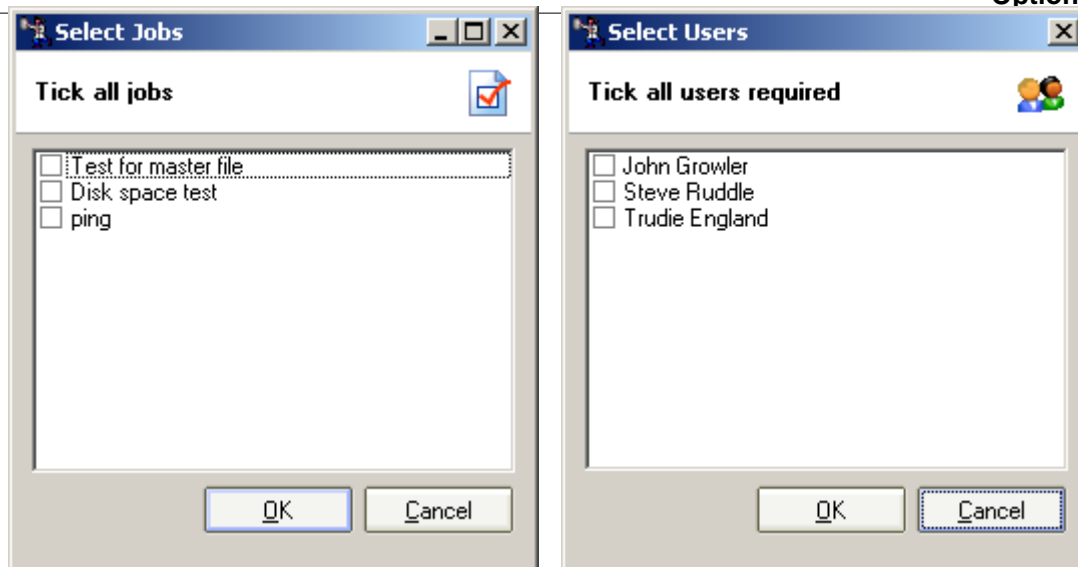 Option
Select Jobs
Tick all jobs
Test for master file
Disk space test
ping
OK
Cancel
Select Users
Tick all users required
John Growler
Steve Ruddle
Trudie England
OK
Cancel